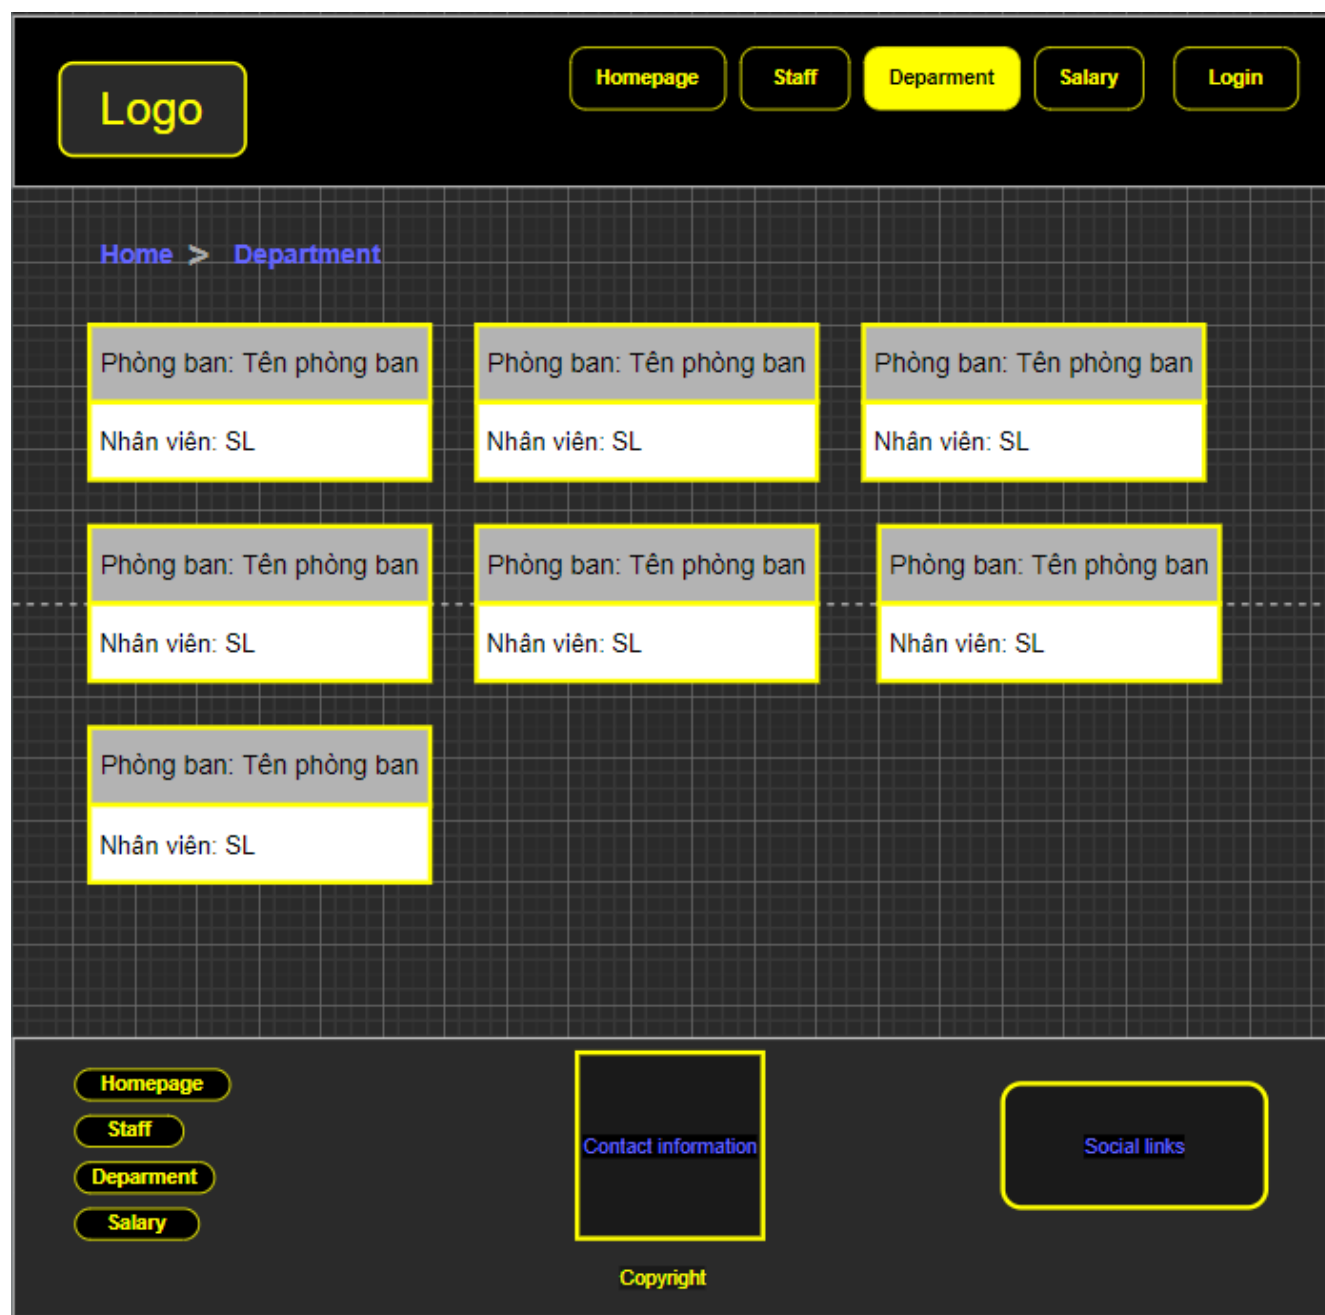 Logo
Homepage
Staff
Deparment
Salary
Login
Home > Department
Phòng ban: Tên phòng ban
Nhân viên: SL
Phòng ban: Tên phòng ban
Nhân viên: SL
Phòng ban: Tên phòng ban
Nhân viên: SL
Phòng ban: Tên phòng ban
Nhân viên: SL
Phòng ban: Tên phòng ban
Nhân viên: SL
Phòng ban: Tên phòng ban
Nhân viên: SL
Phòng ban: Tên phòng ban
Nhân viên: SL
Homepage
Staff
Deparment
Salary
Contact information
Social links
Copyright